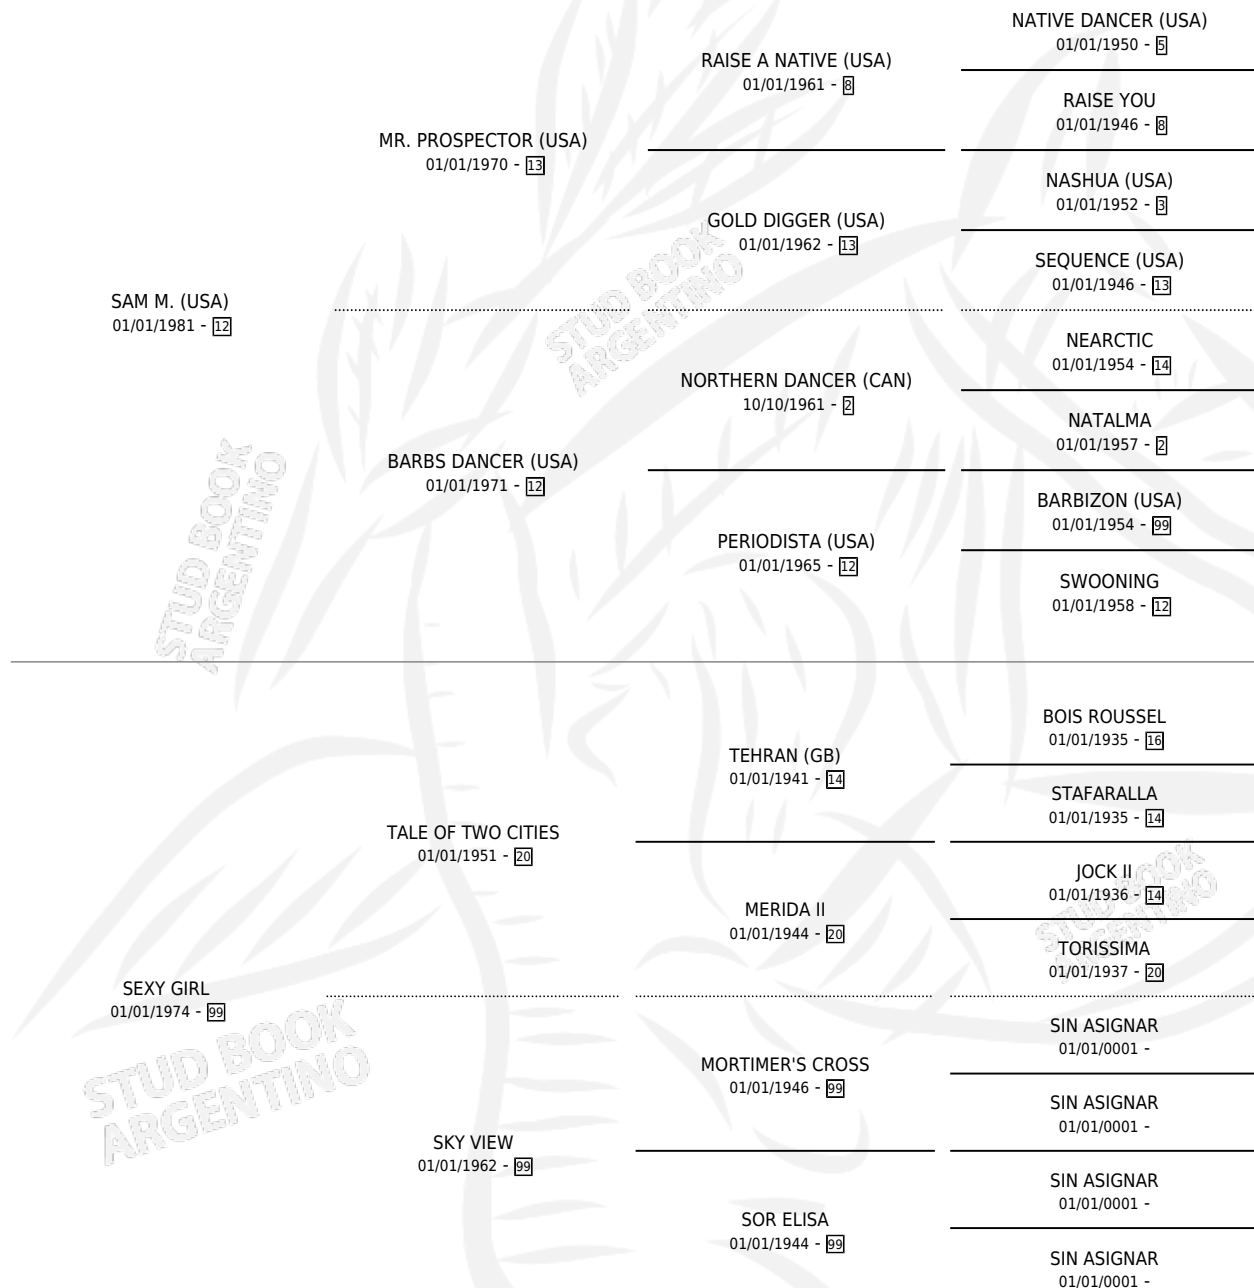 NATIVE DANCER (USA)
01/01/1950 - 5
RAISE A NATIVE (USA)
01/01/1961 - 8
RAISE YOU
01/01/1946 - 8
MR. PROSPECTOR (USA)
01/01/1970 - 13
NASHUA (USA)
01/01/1952 - 3
GOLD DIGGER (USA)
01/01/1962 - 13
SEQUENCE (USA)
01/01/1946 - 13
SAM M. (USA)
01/01/1981 - 12
STUD BOOK
ARGENTINO
NEARCTIC
01/01/1954 - 14
NORTHERN DANCER (CAN)
10/10/1961 - 2
NATALMA
01/01/1957 - 2
BARBS DANCER (USA)
01/01/1971 - 12
BARBIZON (USA)
01/01/1954 - 99
PERIODISTA (USA)
01/01/1965 - 12
SWOONING
01/01/1958 - 12
STUD BOOK
ARGENTINO
BOIS ROUSSEL
01/01/1935 - 16
TEHRAN (GB)
01/01/1941 - 14
STAFARALLA
01/01/1935 - 14
TALE OF TWO CITIES
01/01/1951 - 20
JOCK II
01/01/1936 - 14
MERIDA II
01/01/1944 - 20
STUD BOOK
ARGENTINO
TORISSIMA
01/01/1937 - 20
SEXY GIRL
01/01/1974 - 99
SIN ASIGNAR
01/01/0001 -
MORTIMER'S CROSS
01/01/1946 - 99
STUD BOOK
ARGENTINO
SIN ASIGNAR
01/01/0001 -
SKY VIEW
01/01/1962 - 99
SIN ASIGNAR
01/01/0001 -
SOR ELISA
01/01/1944 - 99
SIN ASIGNAR
01/01/0001 -